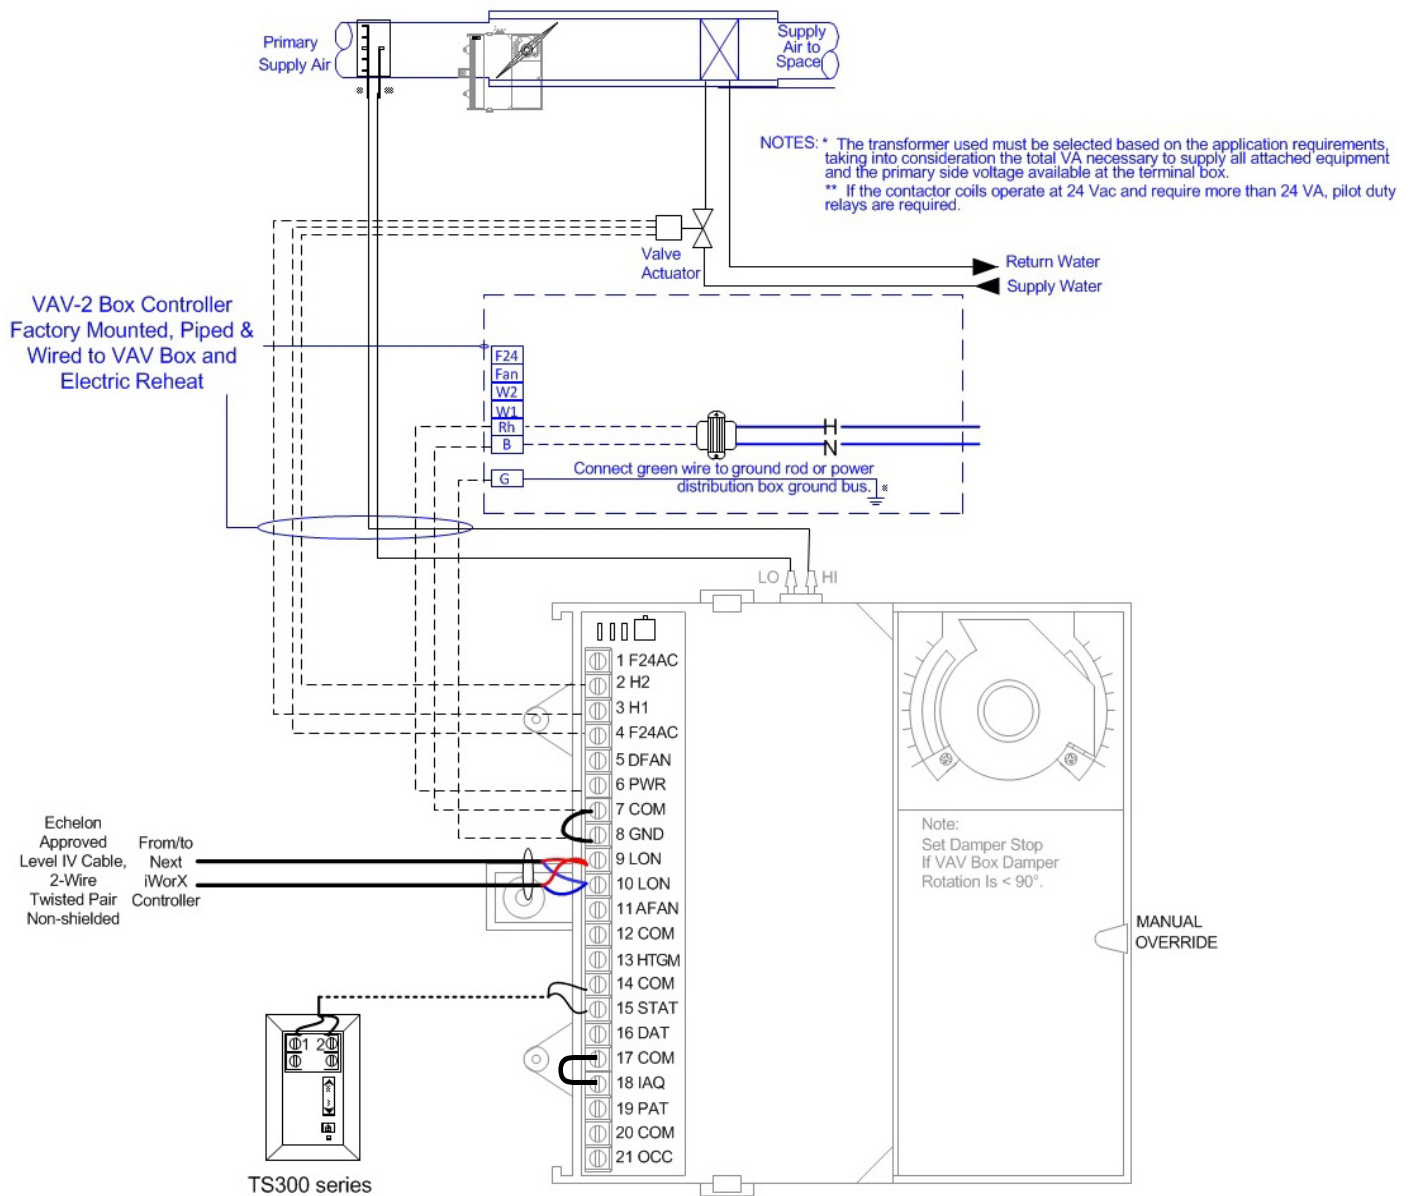 Primary
Supply Air
Supply
Air to
Space
NOTES: * The transformer used must be selected based on the application requirements,
taking into consideration the total VA necessary to supply all attached equipment
and the primary side voltage available at the terminal box.
** If the contactor coils operate at 24 Vac and require more than 24 VA, pilot duty
relays are required.
Valve
Actuator
Return Water
Supply Water
VAV-2 Box Controller
Factory Mounted, Piped &
Wired to VAV Box and
Electric Reheat
F24
Fan
W2
W1
Rh
B
G
H
N
Connect green wire to ground rod or power
distribution box ground bus.
LO
HI
1 F24AC
2 H2
3 H1
4 F24AC
5 DFAN
6 PWR
7 COM
8 GND
9 LON
10 LON
11 AFAN
12 COM
13 HTGM
14 COM
15 STAT
16 DAT
17 COM
18 IAQ
19 PAT
20 COM
21 OCC
Note:
Set Damper Stop
If VAV Box Damper
Rotation Is < 90°.
MANUAL
OVERRIDE
Echelon
Approved
Level IV Cable,
2-Wire
Twisted Pair
Non-shielded
From/to
Next
iWorX
Controller
1 2
TS300 series